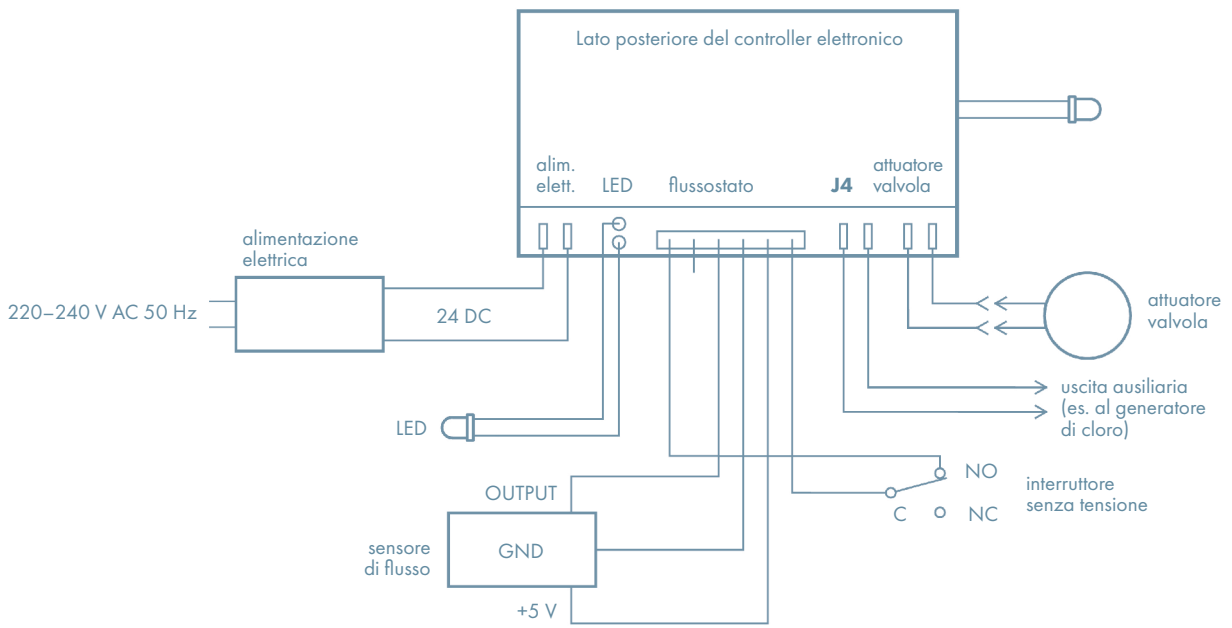 Lato posteriore del controller elettronico
alim.
elett.
LED
flussostato
J4
attuatore
valvola
alimentazione
elettrica
220–240 V AC 50 Hz
24 DC
attuatore
valvola
uscita ausiliaria
(es. al generatore
di cloro)
LED
NO
interruttore
senza tensione
C
NC
OUTPUT
GND
sensore
di flusso
+5 V